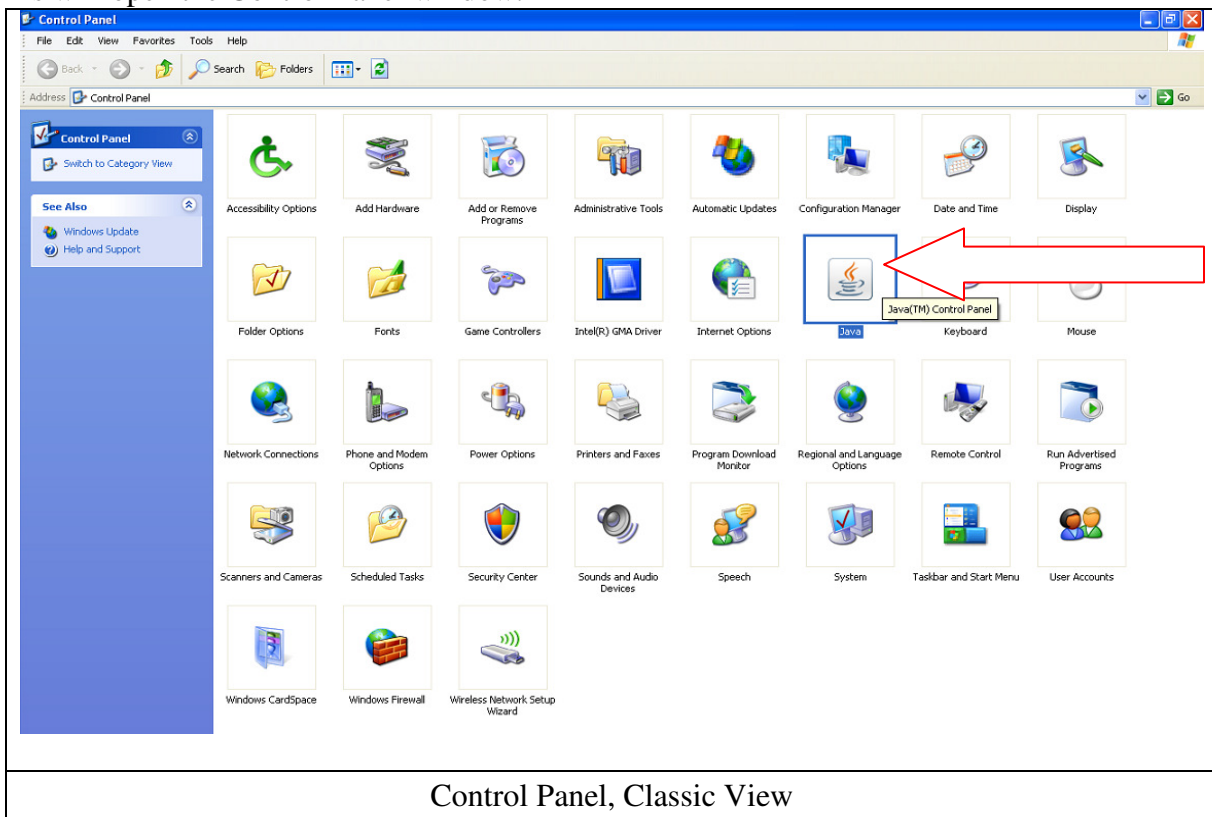 Control Panel
File Edit View Favorites Tools Help
Back Search Folders
Address Control Panel Go
Control Panel
Switch to Category View
See Also
Windows Update
Help and Support
Accessibility Options Add Hardware Add or Remove Programs Administrative Tools Automatic Updates Configuration Manager Date and Time Display
Folder Options Fonts Game Controllers Intel(R) GMA Driver Internet Options Java Keyboard Mouse
Java(TM) Control Panel
Network Connections Phone and Modem Options Power Options Printers and Faxes Program Download Monitor Regional and Language Options Remote Control Run Advertised Programs
Scanners and Cameras Scheduled Tasks Security Center Sounds and Audio Devices Speech System Taskbar and Start Menu User Accounts
Windows CardSpace Windows Firewall Wireless Network Setup Wizard
Control Panel, Classic View